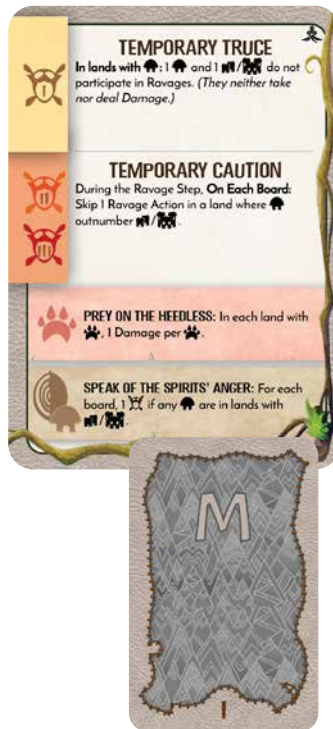 TEMPORARY TRUCE
In lands with : 1 and 1 / do not
participate in Ravages. (They neither take
nor deal Damage.)
I
TEMPORARY CAUTION
During the Ravage Step, On Each Board:
Skip 1 Ravage Action in a land where
outnumber / .
II
III
PREY ON THE HEEDLESS: In each land with
, 1 Damage per .
SPEAK OF THE SPIRITS' ANGER: For each
board, 1 if any are in lands with
/ .
M
I